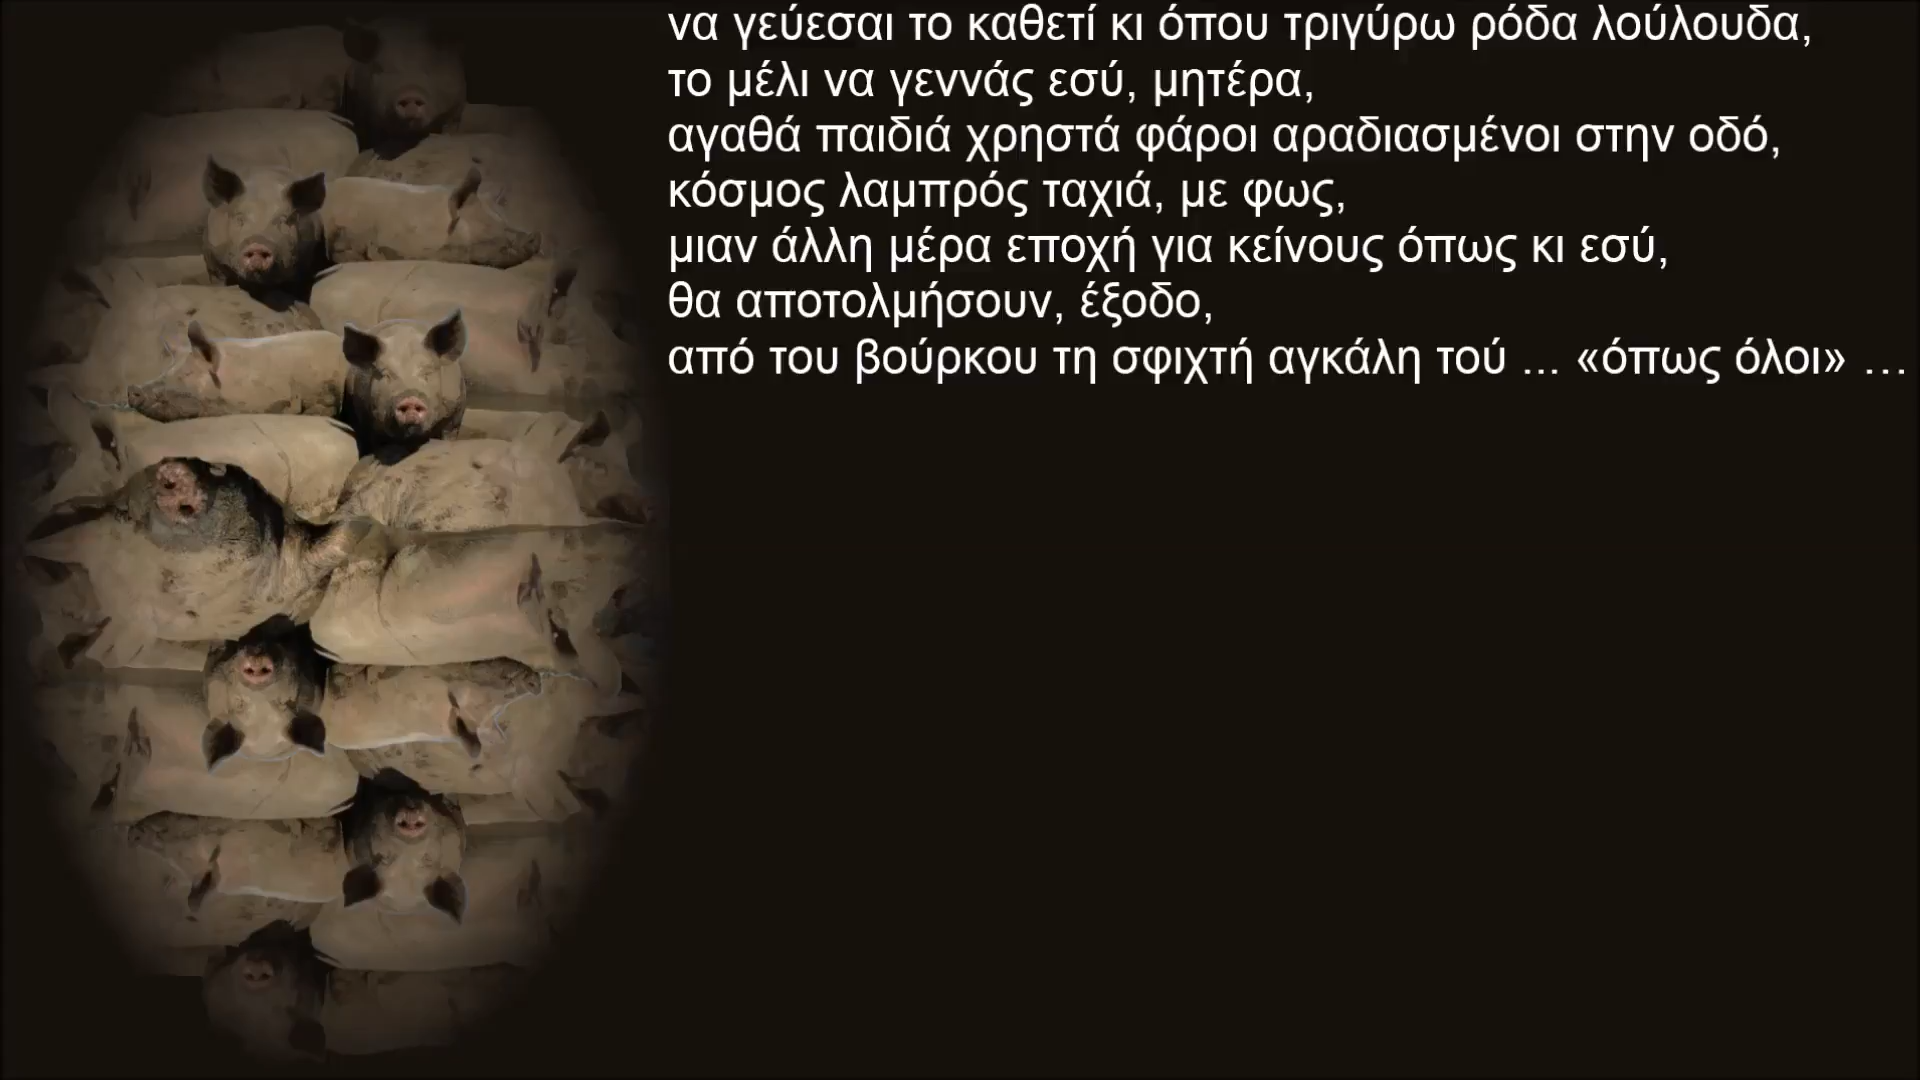 να γεύεσαι το καθετί κι όπου τριγύρω ρόδα λούλουδα,
το μέλι να γεννάς εσύ, μητέρα,
αγαθά παιδιά χρηστά φάροι αραδιασμένοι στην οδό,
κόσμος λαμπρός ταχιά, με φως,
μιαν άλλη μέρα εποχή για κείνους όπως κι εσύ,
θα αποτολμήσουν, έξοδο,
από του βούρκου τη σφιχτή αγκάλη τού ... «όπως όλοι» …